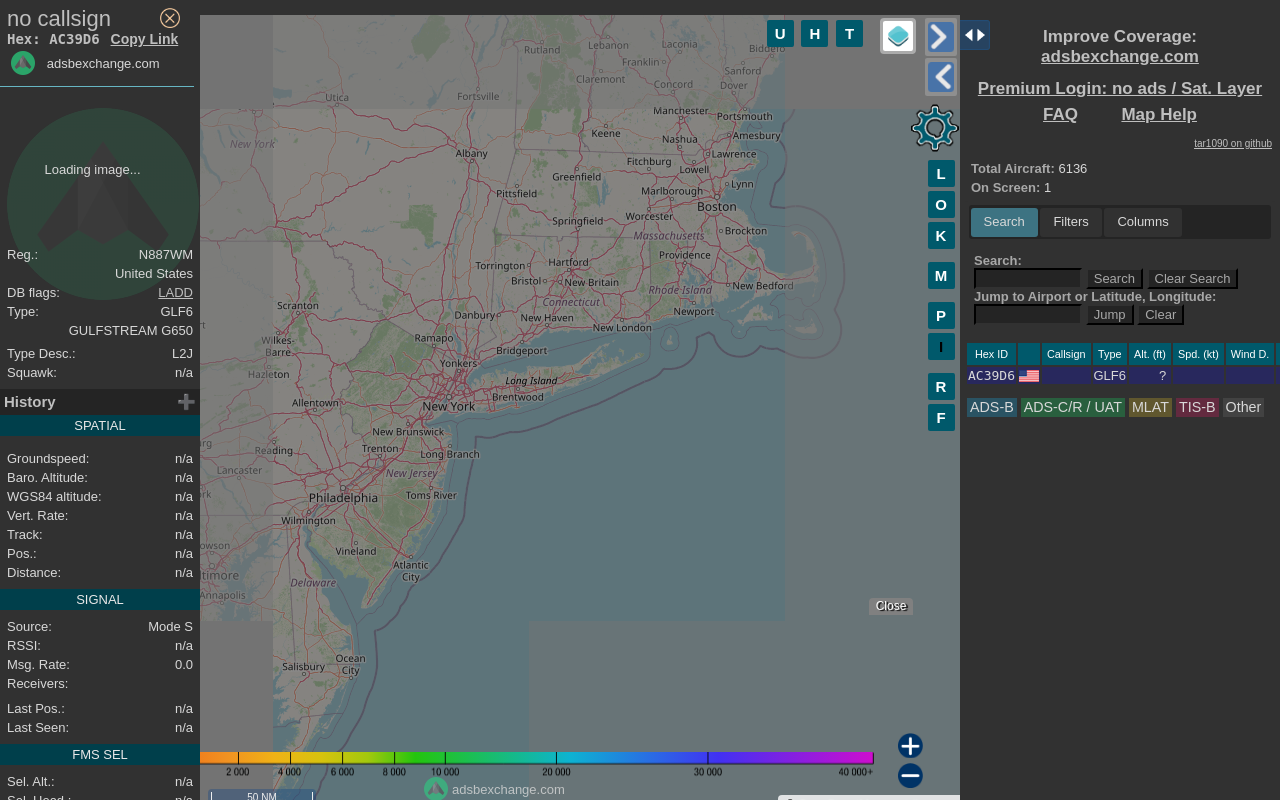 no callsign
Hex: AC39D6 Copy Link
adsbexchange.com
Loading image...
Reg.: N887WM
United States
DB flags: LADD
Type: GLF6
GULFSTREAM G650
Type Desc.: L2J
Squawk: n/a
History
SPATIAL
Groundspeed: n/a
Baro. Altitude: n/a
WGS84 altitude: n/a
Vert. Rate: n/a
Track: n/a
Pos.: n/a
Distance: n/a
SIGNAL
Source: Mode S
RSSI: n/a
Msg. Rate: 0.0
Receivers:
Last Pos.: n/a
Last Seen: n/a
FMS SEL
Sel. Alt.: n/a
Sel. Head.: n/a
U H T
L
O
K
M
P
I
R
F
Rutland
Lebanon
Laconia
Franklin
Sanford
Claremont
Concord
Dover
Utica
Fortsville
Manchester
Portsmouth
New York
Keene
Nashua
Amesbury
Albany
Fitchburg
Lawrence
Greenfield
Lowell
Pittsfield
Marlborough
Lynn
Boston
Springfield
Worcester
Massachusetts
Brockton
Torrington
Hartford
Providence
Bristol
New Britain
Rhode Island
New Bedford
Connecticut
Scranton
Danbury
New Haven
New London
Newport
Wilkes-
Barre
Ramapo
Bridgeport
Hazleton
Yonkers
Long Island
Allentown
New York
Brentwood
New Brunswick
Reading
Trenton
Long Branch
Lancaster
New Jersey
Philadelphia
Toms River
Wilmington
Vineland
Atlantic
City
Delaware
Annapolis
Salisbury
Ocean
City
Close
2 000 4 000 6 000 8 000 10 000 20 000 30 000 40 000+
50 NM
adsbexchange.com
Improve Coverage:
adsbexchange.com
Premium Login: no ads / Sat. Layer
FAQ Map Help
tar1090 on github
Total Aircraft: 6136
On Screen: 1
Search Filters Columns
Search:
Search Clear Search
Jump to Airport or Latitude, Longitude:
Jump Clear
Hex ID Callsign Type Alt. (ft) Spd. (kt) Wind D.
AC39D6 GLF6 ?
ADS-B ADS-C/R / UAT MLAT TIS-B Other